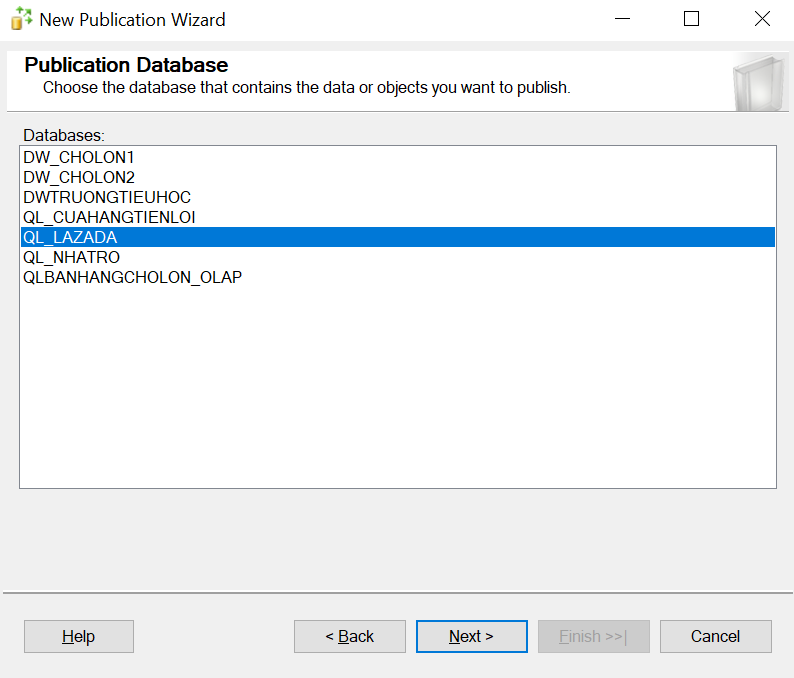 New Publication Wizard
Publication Database
Choose the database that contains the data or objects you want to publish.
Databases:
DW_CHOLON1
DW_CHOLON2
DWTRUONGTIEUHOC
QL_CUAHANGTIENLOI
QL_LAZADA
QL_NHATRO
QLBANHANGCHOLON_OLAP
Help
< Back
Next >
Finish >>|
Cancel